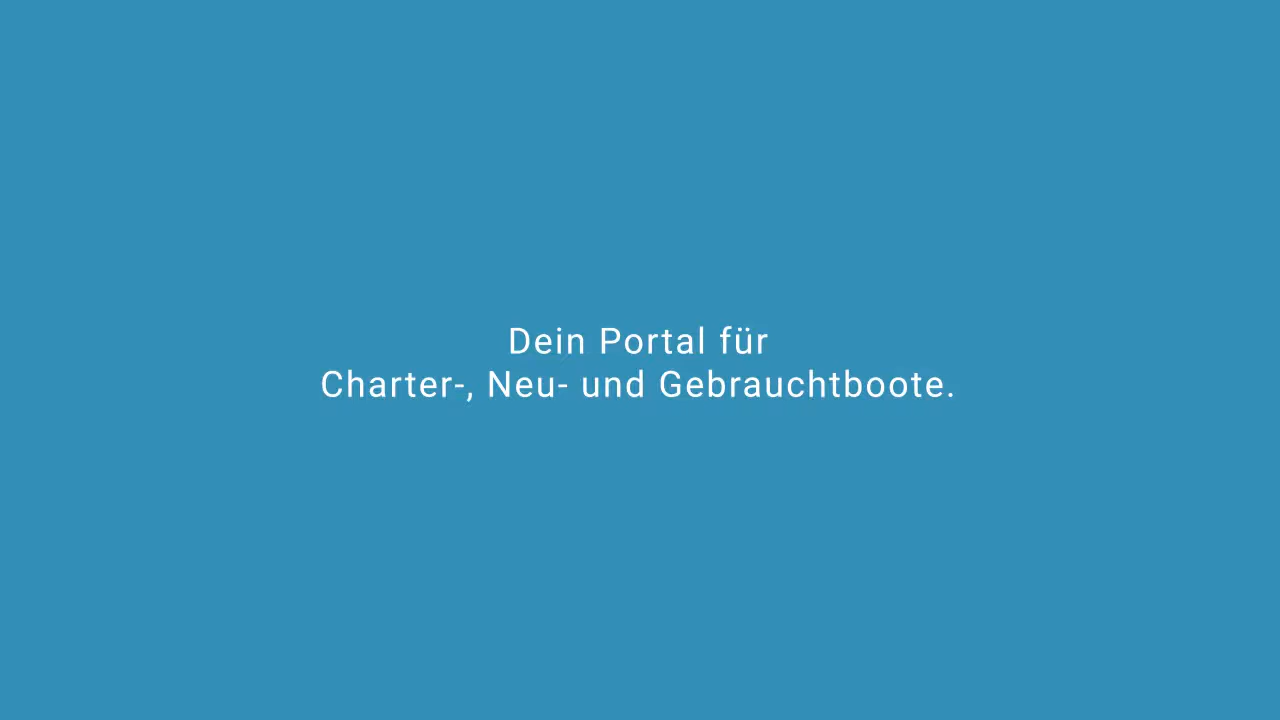 Dein Portal für
Charter-, Neu- und Gebrauchtboote.